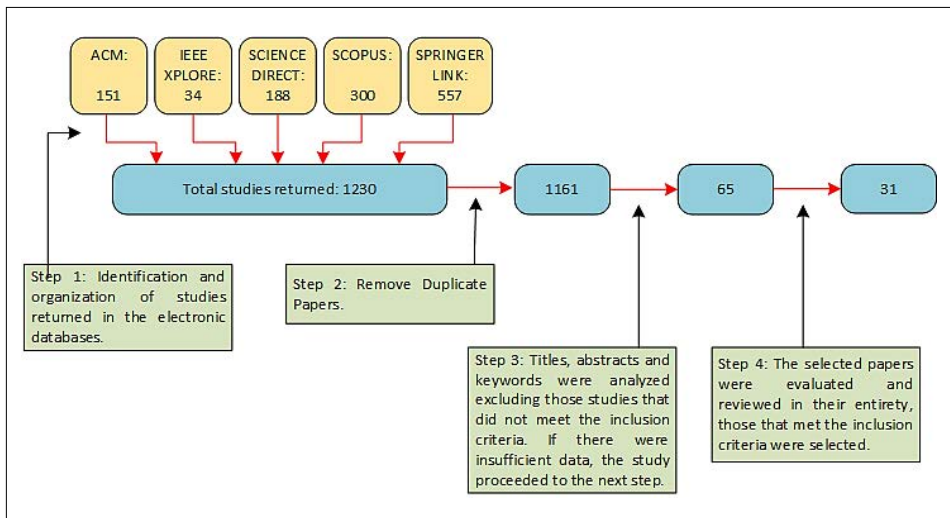 ACM:
151
IEEE
XPLORE:
34
SCIENCE
DIRECT:
188
SCOPUS:
300
SPRINGER
LINK:
557
Total studies returned: 1230
1161
65
31
Step 1: Identification and
organization of studies
returned in the electronic
databases.
Step 2: Remove Duplicate
Papers.
Step 3: Titles, abstracts and
keywords were analyzed
excluding those studies that
did not meet the inclusion
criteria. If there were
insufficient data, the study
proceeded to the next step.
Step 4: The selected papers
were evaluated and
reviewed in their entirety,
those that met the inclusion
criteria were selected.